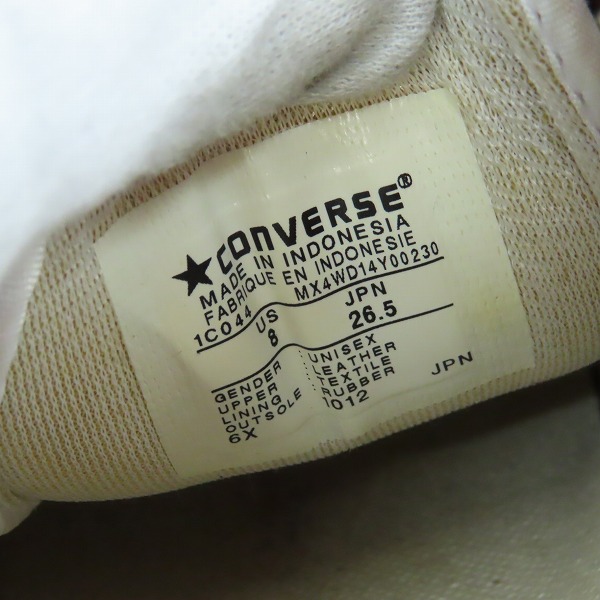 ★CONVERSE®
MADE IN INDONESIA
FABRIQUE EN INDONESIE
1C044 MX4WD14Y00230
US JPN
8 26.5
GENDER UNISEX
UPPER LEATHER
LINING TEXTILE
OUTSOLE RUBBER JPN
6X 1012